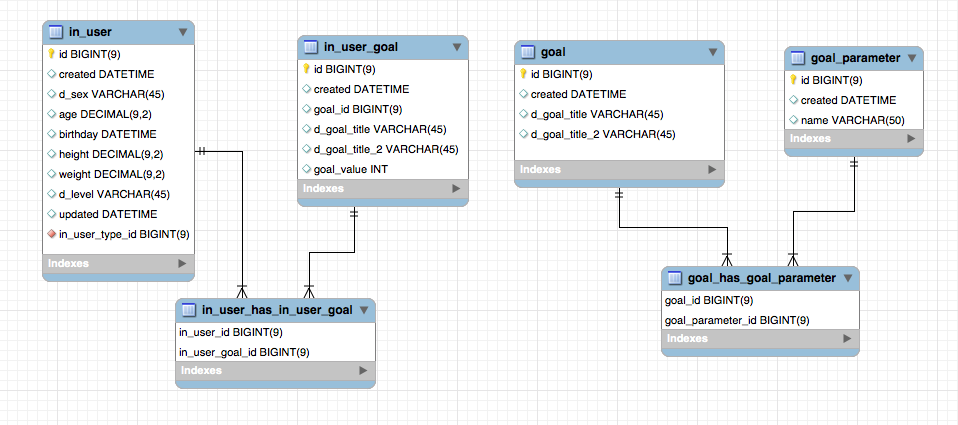 in_user
id BIGINT(9)
created DATETIME
d_sex VARCHAR(45)
age DECIMAL(9,2)
birthday DATETIME
height DECIMAL(9,2)
weight DECIMAL(9,2)
d_level VARCHAR(45)
updated DATETIME
in_user_type_id BIGINT(9)
Indexes
in_user_goal
id BIGINT(9)
created DATETIME
goal_id BIGINT(9)
d_goal_title VARCHAR(45)
d_goal_title_2 VARCHAR(45)
goal_value INT
Indexes
goal
id BIGINT(9)
created DATETIME
d_goal_title VARCHAR(45)
d_goal_title_2 VARCHAR(45)
Indexes
goal_parameter
id BIGINT(9)
created DATETIME
name VARCHAR(50)
Indexes
in_user_has_in_user_goal
in_user_id BIGINT(9)
in_user_goal_id BIGINT(9)
Indexes
goal_has_goal_parameter
goal_id BIGINT(9)
goal_parameter_id BIGINT(9)
Indexes